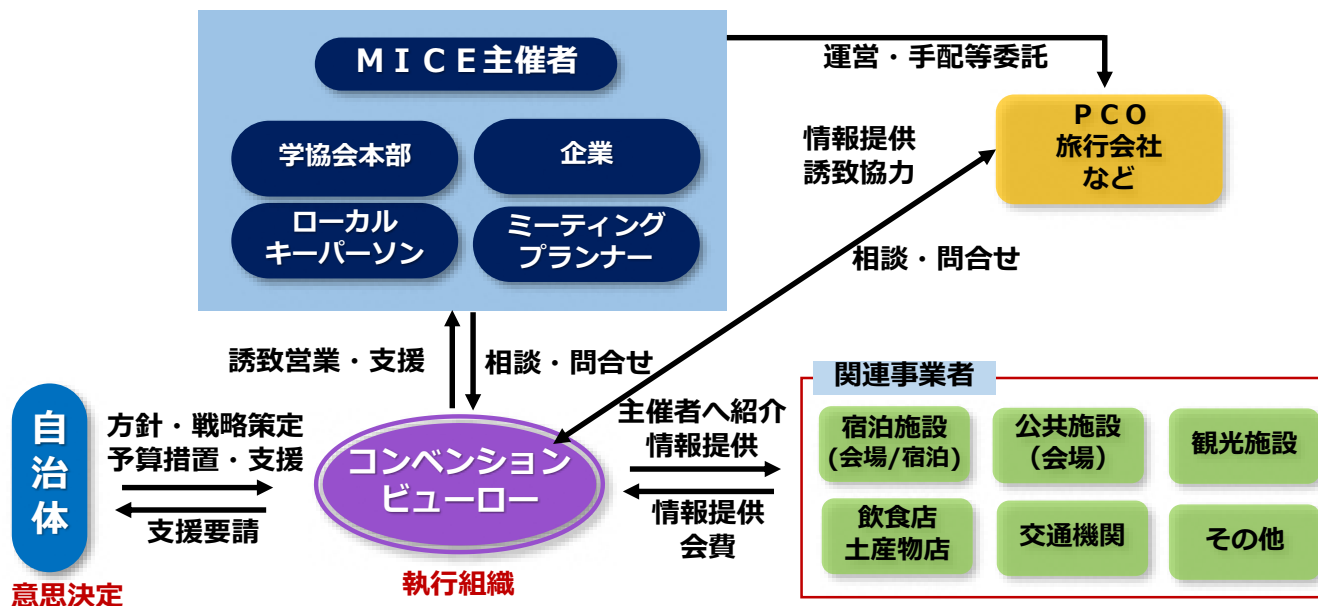 ＭＩＣＥ主催者
学協会本部
企業
ローカル
キーパーソン
ミーティング
プランナー
運営・手配等委託
ＰＣＯ
旅行会社
など
情報提供
誘致協力
相談・問合せ
誘致営業・支援
相談・問合せ
自治体
意思決定
方針・戦略策定
予算措置・支援
支援要請
コンベンション
ビューロー
執行組織
主催者へ紹介
情報提供
情報提供
会費
関連事業者
宿泊施設
(会場/宿泊)
公共施設
（会場）
観光施設
飲食店
土産物店
交通機関
その他